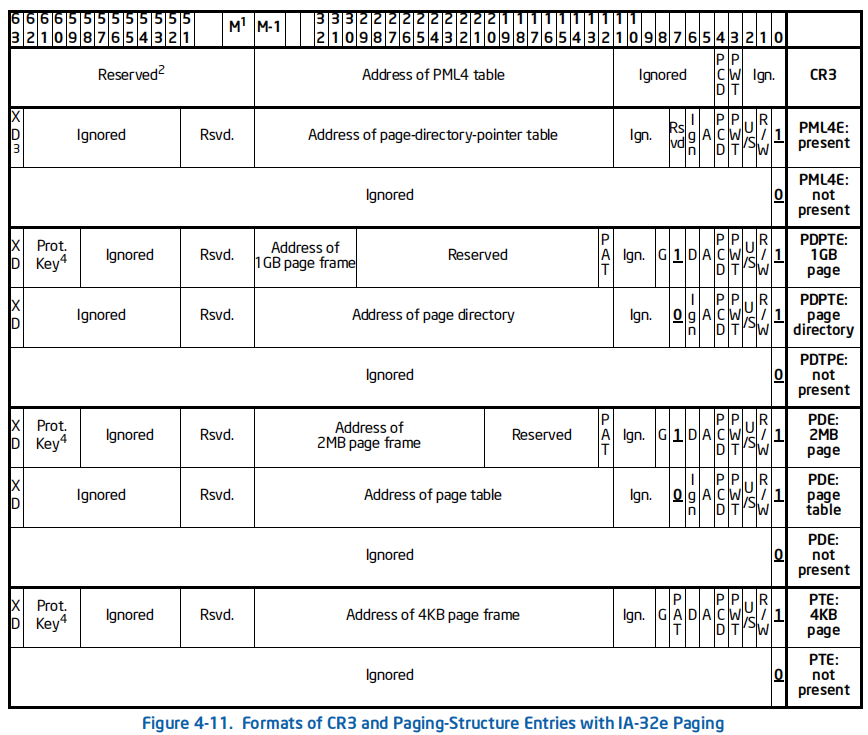 6 6 6 6 5 5 5 5 5 5 5 5 5 M¹ M-1 3 3 3 2 2 2 2 2 2 2 2 2 2 1 1 1 1 1 1 1 1 1 1
3 2 1 0 9 8 7 6 5 4 3 2 1 2 1 0 9 8 7 6 5 4 3 2 1 0 9 8 7 6 5 4 3 2 1 0 9 8 7 6 5 4 3 2 1 0
Reserved² Address of PML4 table Ignored PCD PWT Ign. CR3
XD³ Ignored Rsvd. Address of page-directory-pointer table Ign. Rsvd Ign A PCD PWT U/S R/W 1 PML4E: present
Ignored 0 PML4E: not present
XD Prot. Key⁴ Ignored Rsvd. Address of 1GB page frame Reserved PAT Ign. G 1 D A PCD PWT U/S R/W 1 PDPTE: 1GB page
XD Ignored Rsvd. Address of page directory Ign. 0 Ign A PCD PWT U/S R/W 1 PDPTE: page directory
Ignored 0 PDTPE: not present
XD Prot. Key⁴ Ignored Rsvd. Address of 2MB page frame Reserved PAT Ign. G 1 D A PCD PWT U/S R/W 1 PDE: 2MB page
XD Ignored Rsvd. Address of page table Ign. 0 Ign A PCD PWT U/S R/W 1 PDE: page table
Ignored 0 PDE: not present
XD Prot. Key⁴ Ignored Rsvd. Address of 4KB page frame Ign. G PAT D A PCD PWT U/S R/W 1 PTE: 4KB page
Ignored 0 PTE: not present
Figure 4-11. Formats of CR3 and Paging-Structure Entries with IA-32e Paging